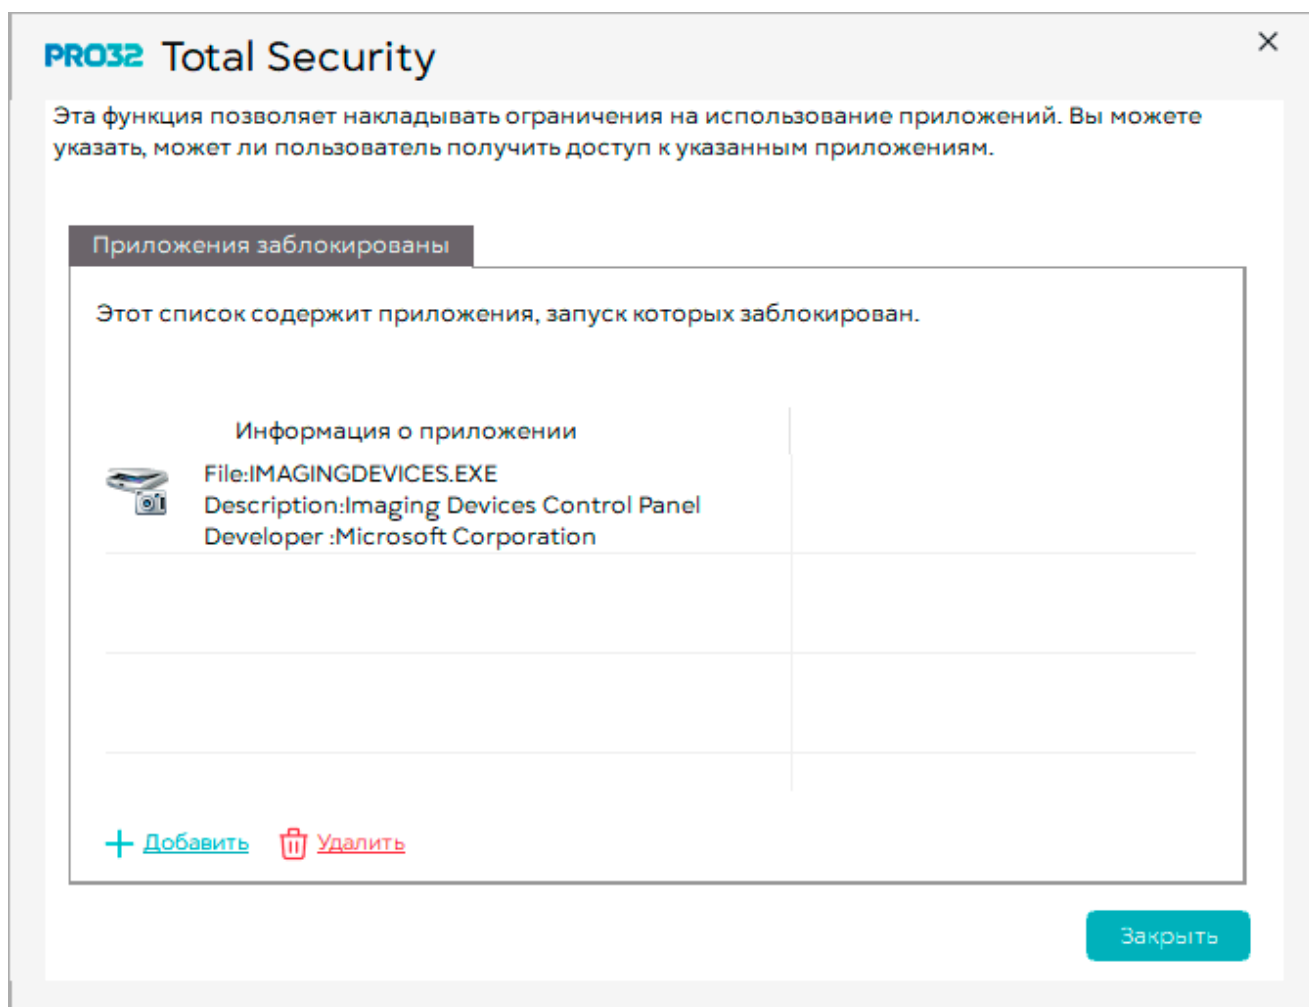 PRO32 Total Security
Эта функция позволяет накладывать ограничения на использование приложений. Вы можете
указать, может ли пользователь получить доступ к указанным приложениям.
Приложения заблокированы
Этот список содержит приложения, запуск которых заблокирован.
Информация о приложении
File:IMAGINGDEVICES.EXE
Description:Imaging Devices Control Panel
Developer :Microsoft Corporation
Добавить Удалить
Закрыть